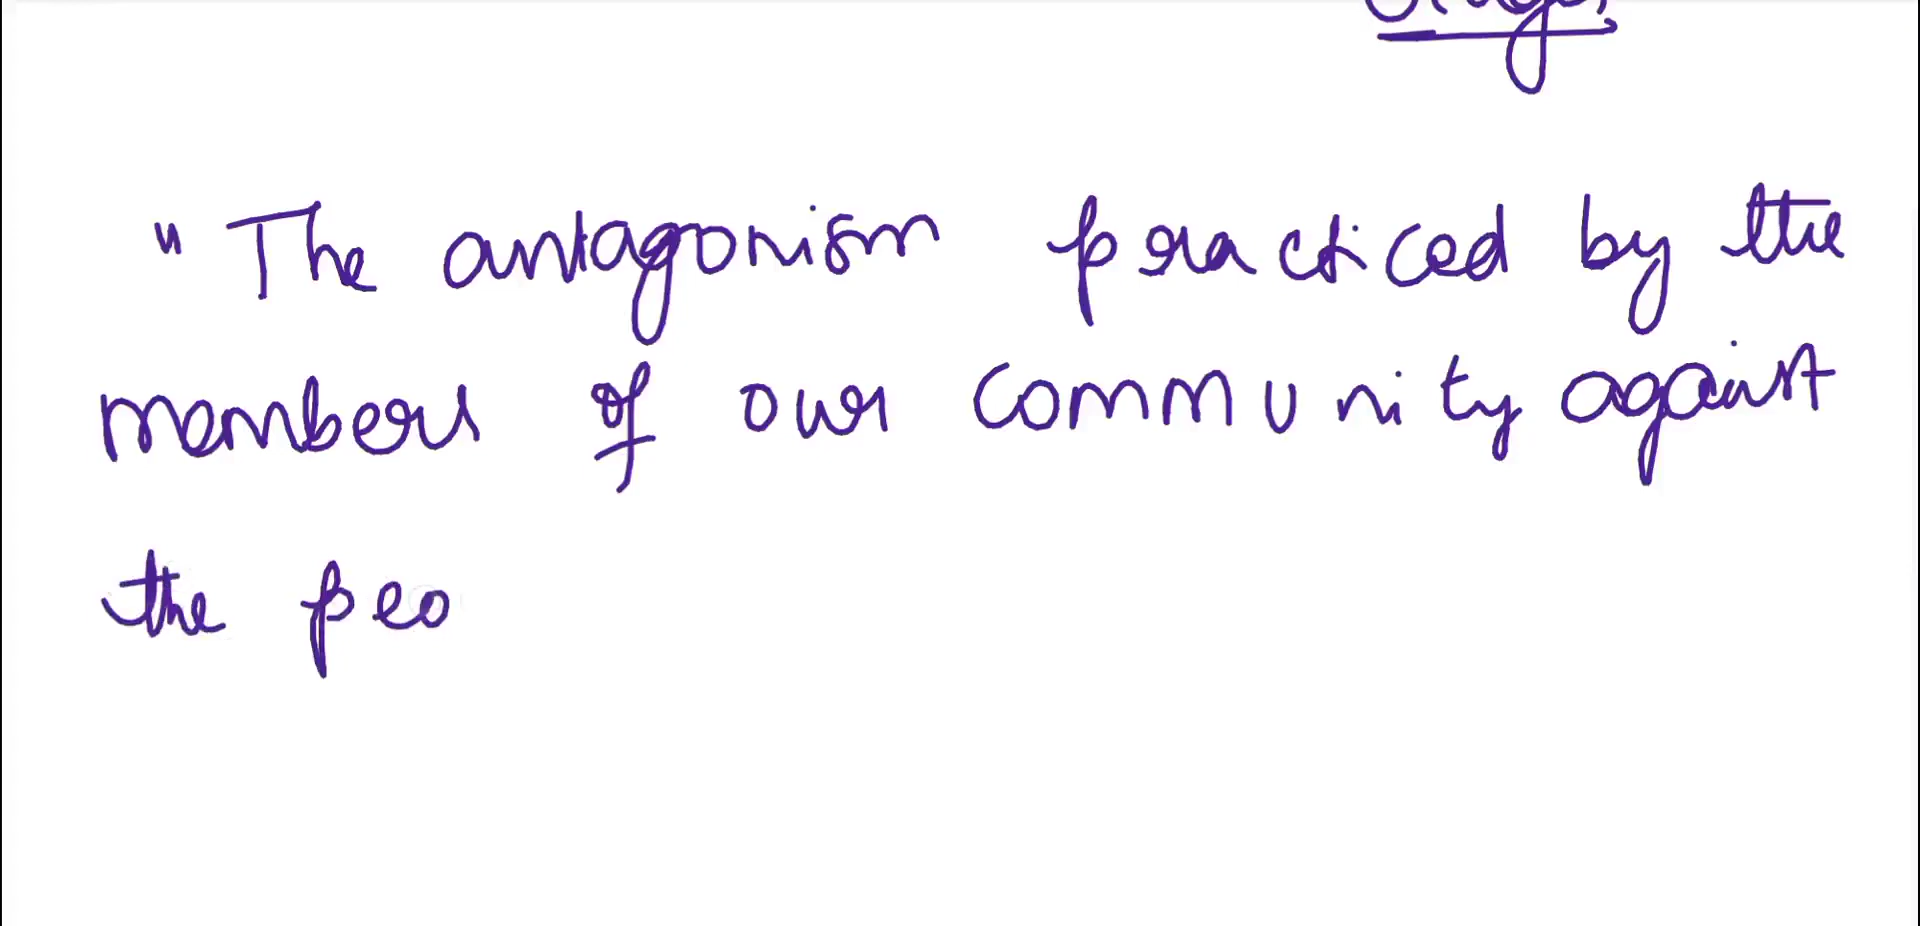 " The antagonism practiced by the
members of our community against
the peo